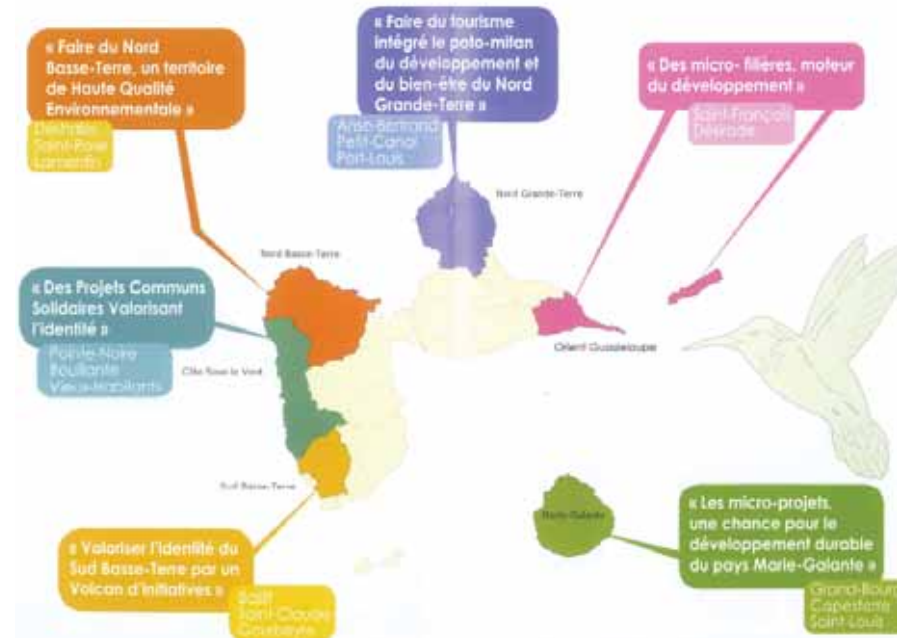 « Faire du Nord
Basse-Terre, un territoire
de Haute Qualité
Environnementale »
Deshaies
Sainte-Rose
Lamentin
« Faire du tourisme
intégré le poto-mitan
du développement et
du bien-être du Nord
Grande-Terre »
Anse-Bertrand
Petit-Canal
Port-Louis
« Des micro- filières, moteur
du développement »
Saint-François
Désirade
Nord Grande-Terre
Nord Basse-Terre
« Des Projets Communs
Solidaires Valorisant
l'identité »
Pointe-Noire
Bouillante
Vieux-Habitants
Côte Sous le Vent
Orient Guadeloupe
Sud Basse-Terre
Marie-Galante
« Valoriser l'identité du
Sud Basse-Terre par un
Volcan d'initiatives »
Baillif
Saint-Claude
Gourbeyre
« Les micro-projets,
une chance pour le
développement durable
du pays Marie-Galante »
Grand-Bourg
Capesterre
Saint-Louis